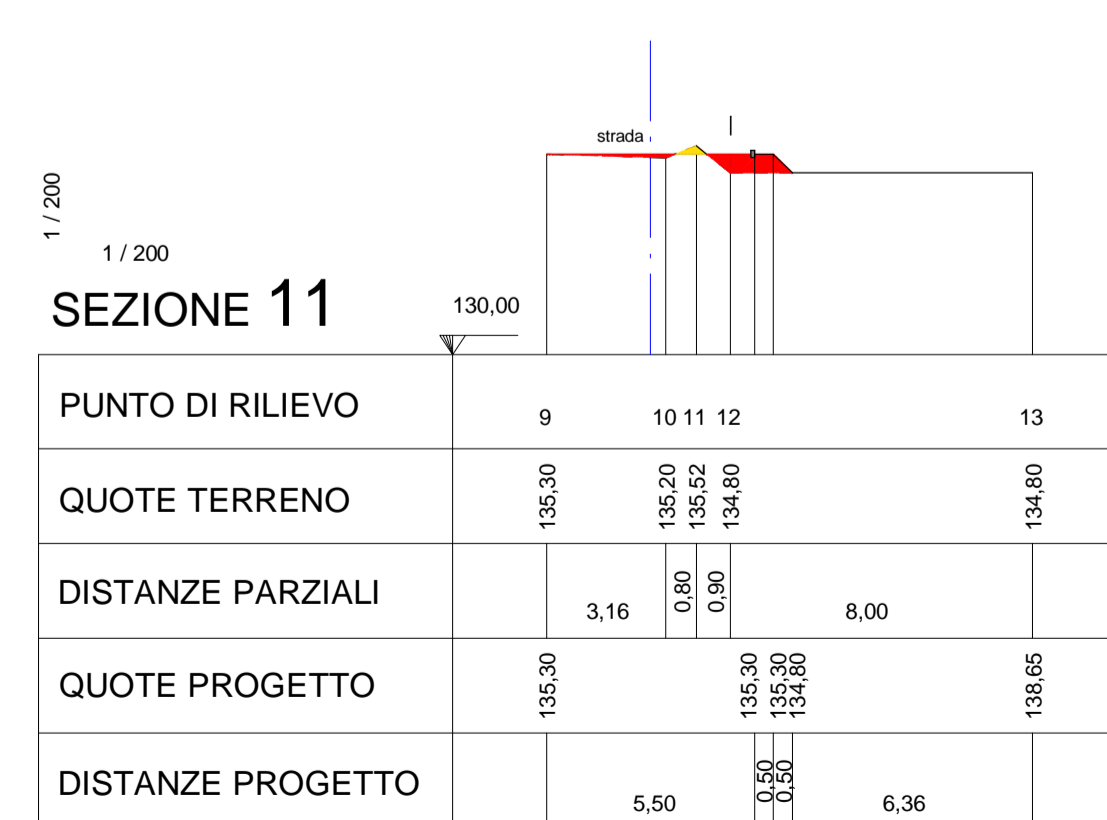 strada
1 / 200
1 / 200
SEZIONE 11
130,00
PUNTO DI RILIEVO
9 10 11 12 13
QUOTE TERRENO
135,30 135,20 135,52 134,80 134,80
DISTANZE PARZIALI
3,16 0,80 0,90 8,00
QUOTE PROGETTO
135,30 135,30 135,30 134,80 138,65
DISTANZE PROGETTO
5,50 0,50 0,50 6,36